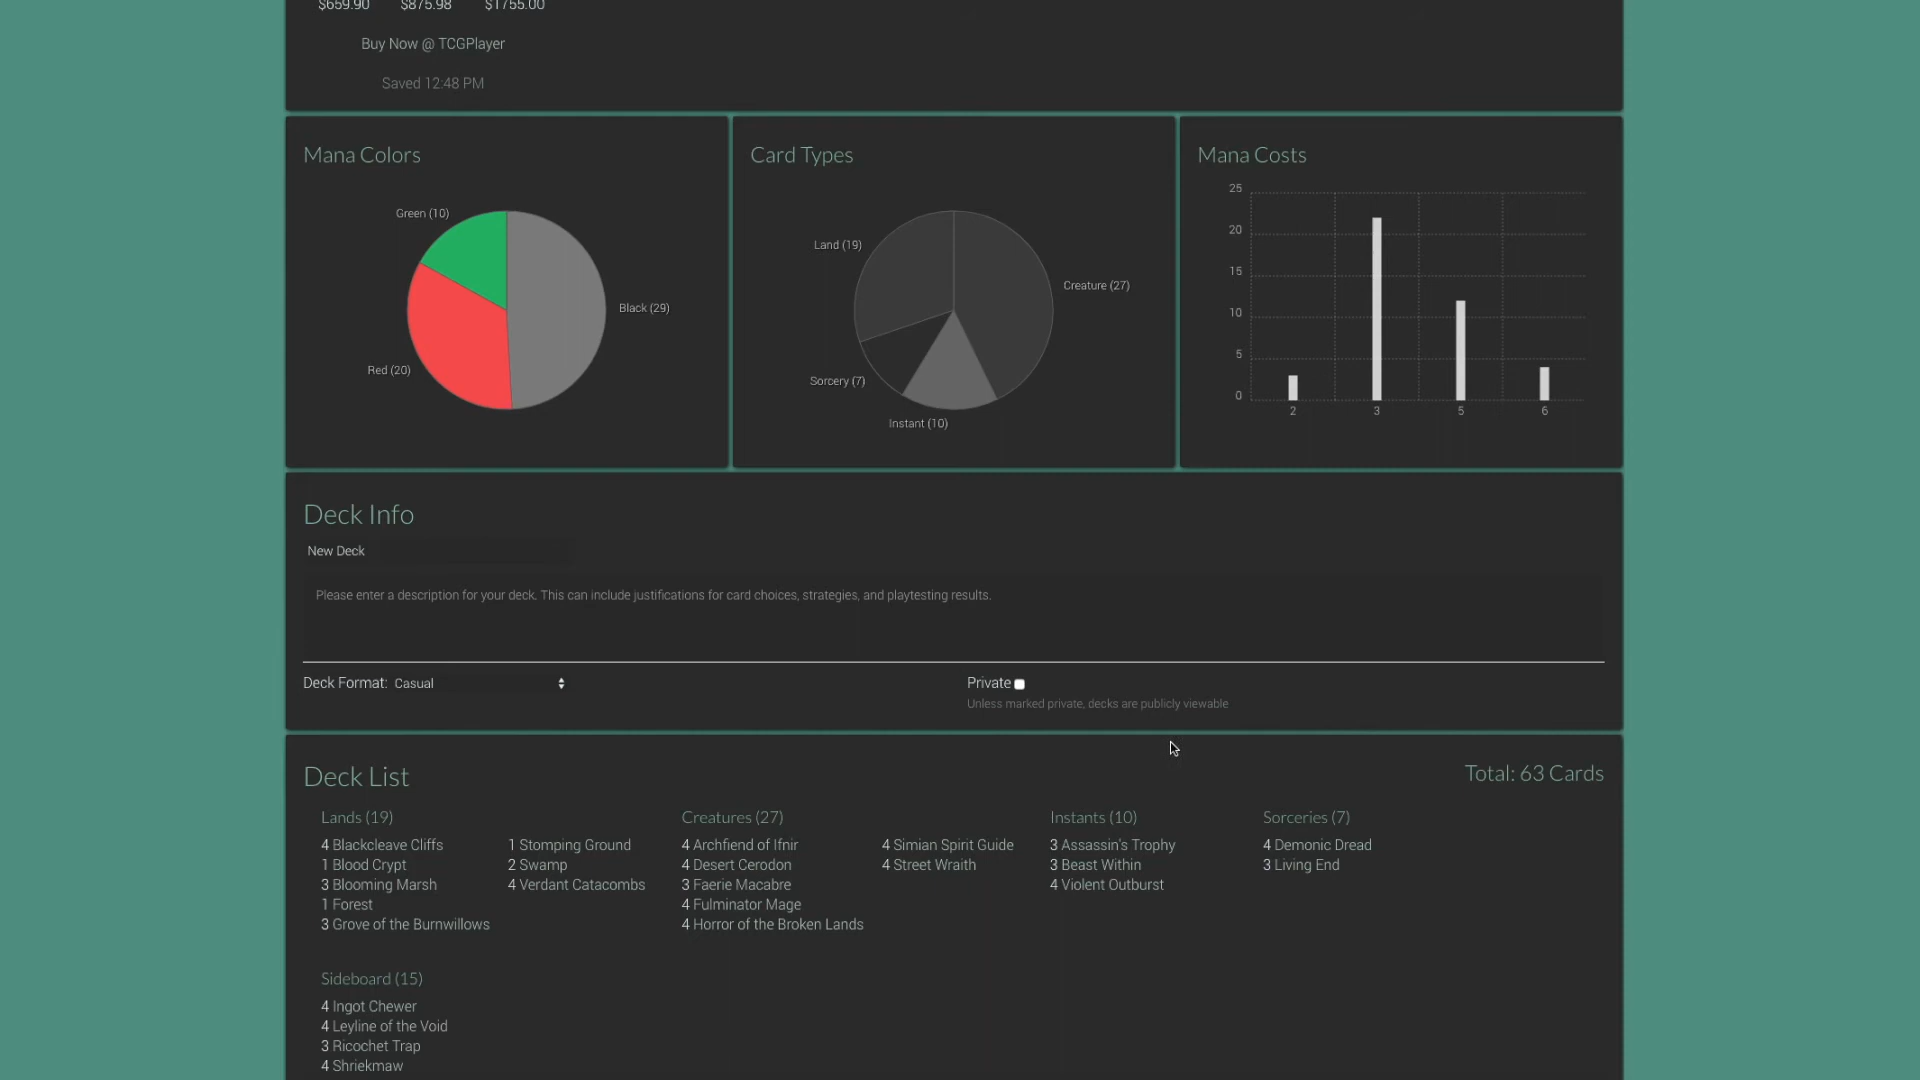 $659.90 $875.98 $1755.00
Buy Now @ TCGPlayer
Saved 12:48 PM
Mana Colors
Green (10)
Black (29)
Red (20)
Card Types
Land (19)
Creature (27)
Sorcery (7)
Instant (10)
Mana Costs
25
20
15
10
5
0
2 3 5 6
Deck Info
New Deck
Please enter a description for your deck. This can include justifications for card choices, strategies, and playtesting results.
Deck Format: Casual
Private
Unless marked private, decks are publicly viewable
Deck List
Total: 63 Cards
Lands (19)
4 Blackcleave Cliffs
1 Blood Crypt
3 Blooming Marsh
1 Forest
3 Grove of the Burnwillows
1 Stomping Ground
2 Swamp
4 Verdant Catacombs
Creatures (27)
4 Archfiend of Ifnir
4 Desert Cerodon
3 Faerie Macabre
4 Fulminator Mage
4 Horror of the Broken Lands
4 Simian Spirit Guide
4 Street Wraith
Instants (10)
3 Assassin's Trophy
3 Beast Within
4 Violent Outburst
Sorceries (7)
4 Demonic Dread
3 Living End
Sideboard (15)
4 Ingot Chewer
4 Leyline of the Void
3 Ricochet Trap
4 Shriekmaw